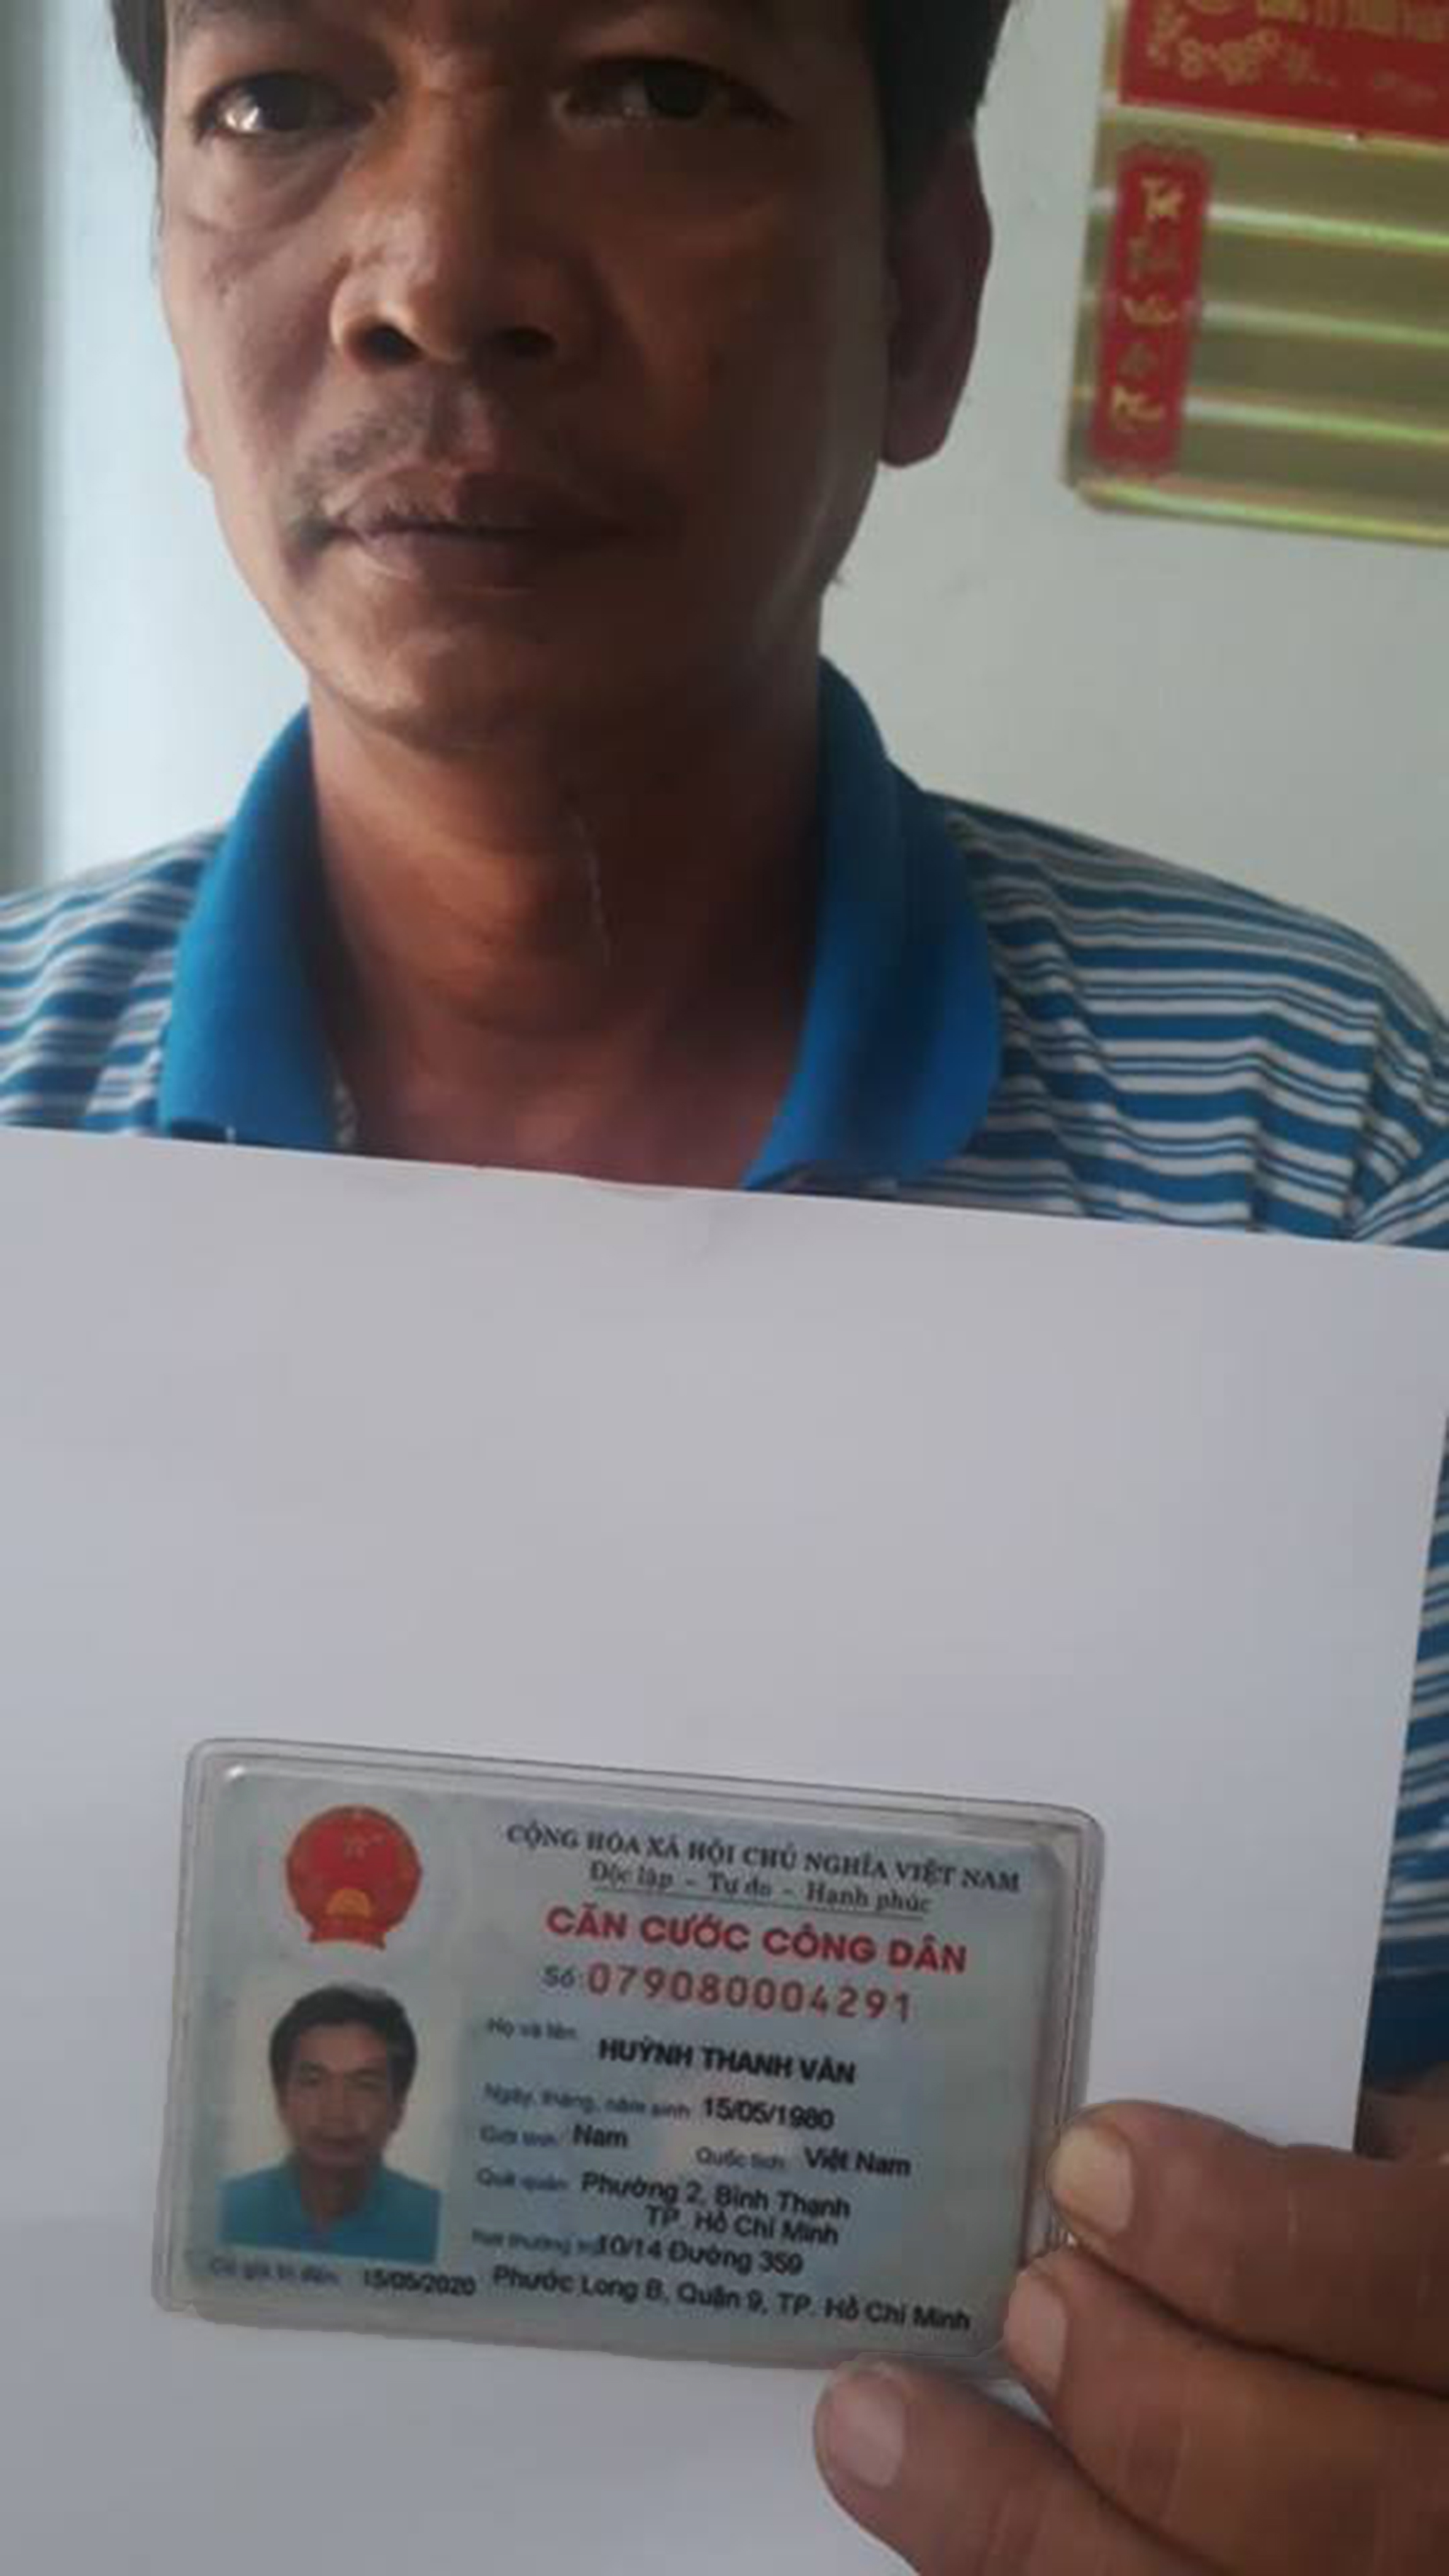 CỘNG HÒA XÃ HỘI CHỦ NGHĨA VIỆT NAM
Độc lập - Tự do - Hạnh phúc
CĂN CƯỚC CÔNG DÂN
Số 079080004291
Họ và tên
HUỲNH THANH VÂN
Ngày, tháng, năm sinh 15/05/1980
Giới tính Nam Quốc tịch Việt Nam
Quê quán Phường 2, Bình Thạnh
TP. Hồ Chí Minh
Nơi thường trú 10/14 Đường 359
Phước Long B, Quận 9, TP. Hồ Chí Minh
Có giá trị đến 15/05/2020